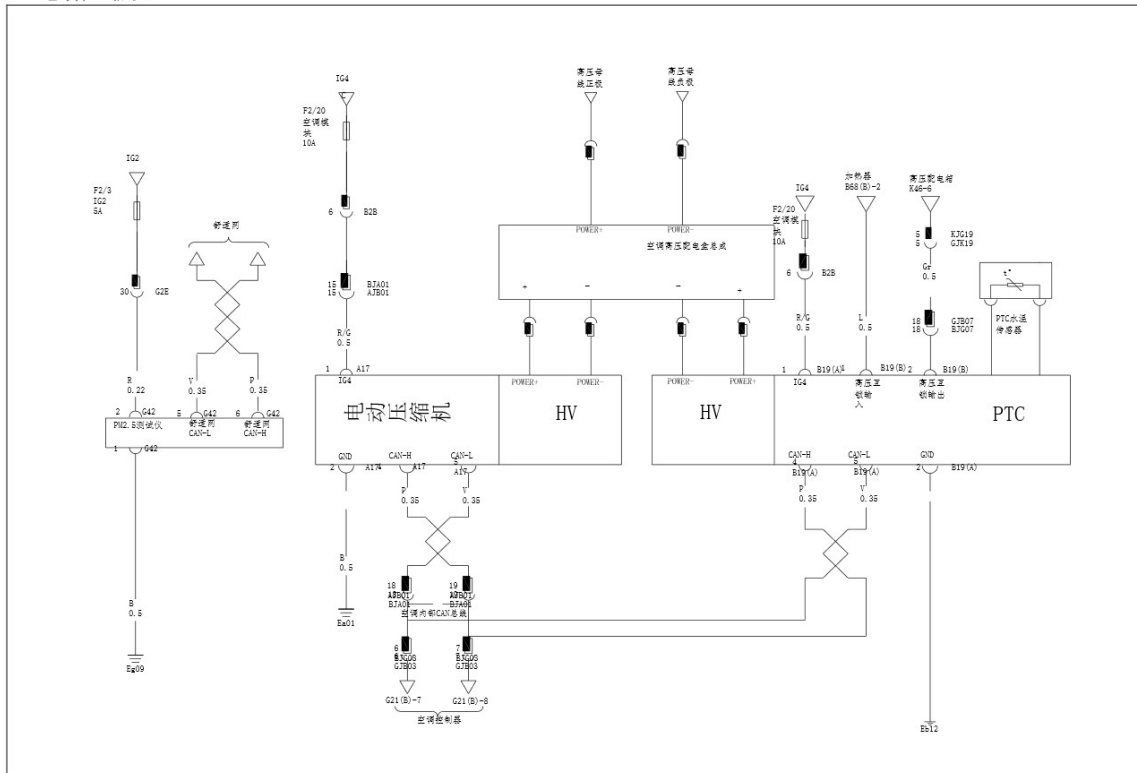 高压母
线正极
高压母
线负极
IG4
F2/20
空调模
块
10A
IG2
F2/3
IG2
5A
舒适网
6 B2B
30 G2E
15 BJA01
15 AJB01
R/G
0.5
POWER+
POWER-
空调高压配电盒总成
+
-
-
+
IG4
F2/20
空调模
块
10A
6 B2B
加热器
B68(B)-2
高压配电箱
K46-6
5 KJG19
5 GJK19
Gr
0.5
18 GJB07
18 BJG07
t°
PTC水温
传感器
R/G
0.5
L
0.5
R
0.22
V
0.35
P
0.35
2 G42
5 G42
6 G42
PM2.5测试仪
舒适网
CAN-L
舒适网
CAN-H
1 G42
B
0.5
Eg09
1 A17
IG4
电动压缩机
POWER+
POWER-
HV
GND
CAN-H
CAN-L
2 A17
4 A17
5 A17
POWER-
POWER+
HV
1 B19(A)
IG4
1 B19(B)
高压互
锁输
入
2 B19(B)
高压互
锁输出
PTC
CAN-H
CAN-L
GND
4 B19(A)
5 B19(A)
2 B19(A)
P
0.35
V
0.35
P
0.35
V
0.35
B
0.5
Ea01
18
AJB01
BJA01
19
AJB01
BJA01
空调内部CAN总线
6
BJG03
GJB03
7
BJG03
GJB03
G21(B)-7
G21(B)-8
空调控制器
Eb12